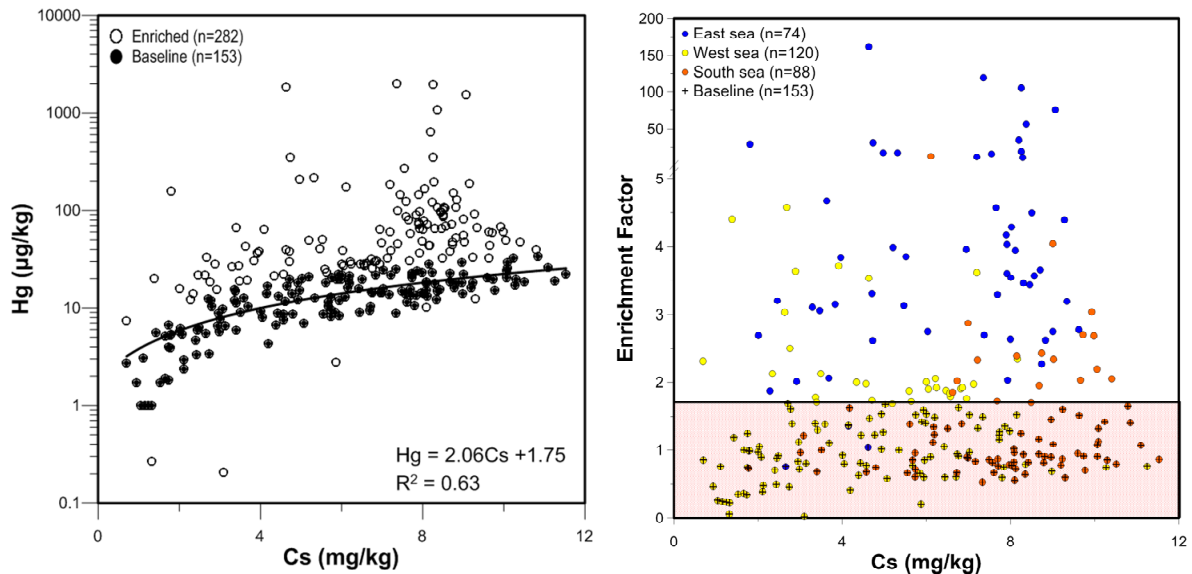 10000
1000
100
10
1
0.1
Hg (µg/kg)
Enriched (n=282)
Baseline (n=153)
Hg = 2.06Cs +1.75
R² = 0.63
0
4
8
12
Cs (mg/kg)
200
150
100
50
5
4
3
2
1
0
Enrichment Factor
East sea (n=74)
West sea (n=120)
South sea (n=88)
+ Baseline (n=153)
0
4
8
12
Cs (mg/kg)